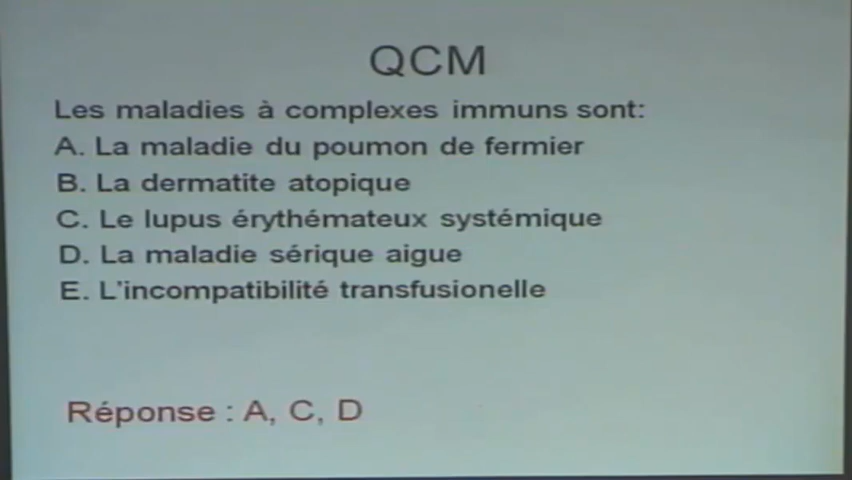 QCM
Les maladies à complexes immuns sont:
A. La maladie du poumon de fermier
B. La dermatite atopique
C. Le lupus érythémateux systémique
D. La maladie sérique aigue
E. L'incompatibilité transfusionelle
Réponse : A, C, D